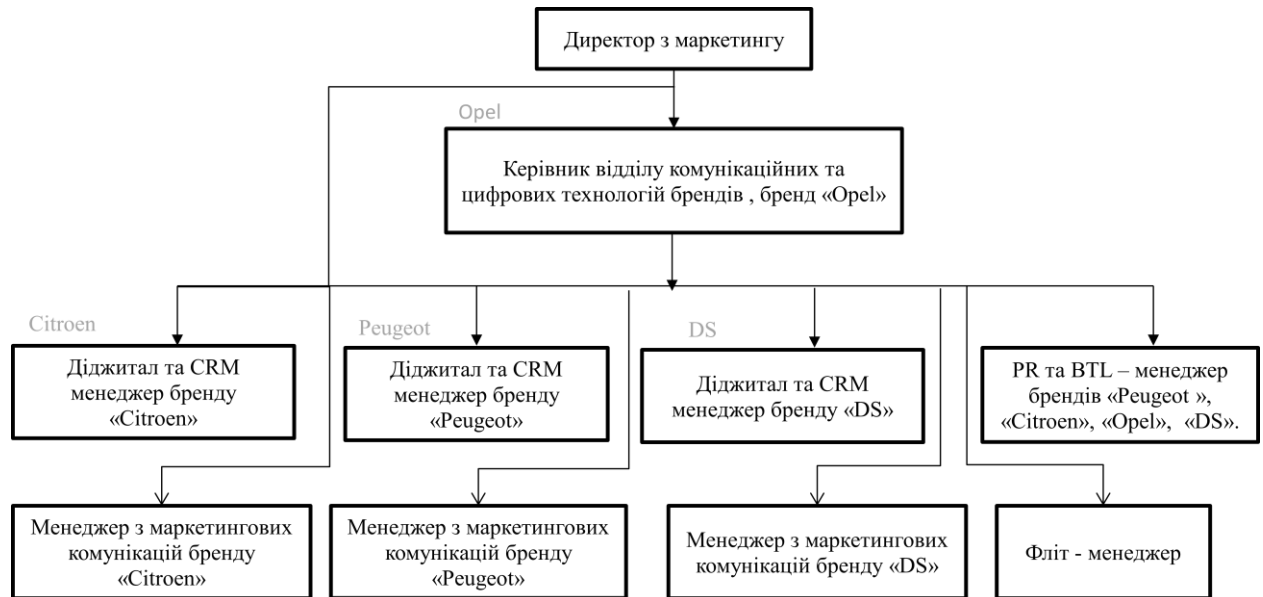 Директор з маркетингу
Opel
Керівник відділу комунікаційних та
цифрових технологій брендів , бренд «Opel»
Citroen
Діджитал та CRM
менеджер бренду
«Citroen»
Peugeot
Діджитал та CRM
менеджер бренду
«Peugeot»
DS
Діджитал та CRM
менеджер бренду «DS»
PR та BTL – менеджер
брендів «Peugeot »,
«Citroen», «Opel», «DS».
Менеджер з маркетингових
комунікацій бренду
«Citroen»
Менеджер з маркетингових
комунікацій бренду
«Peugeot»
Менеджер з маркетингових
комунікацій бренду «DS»
Фліт - менеджер